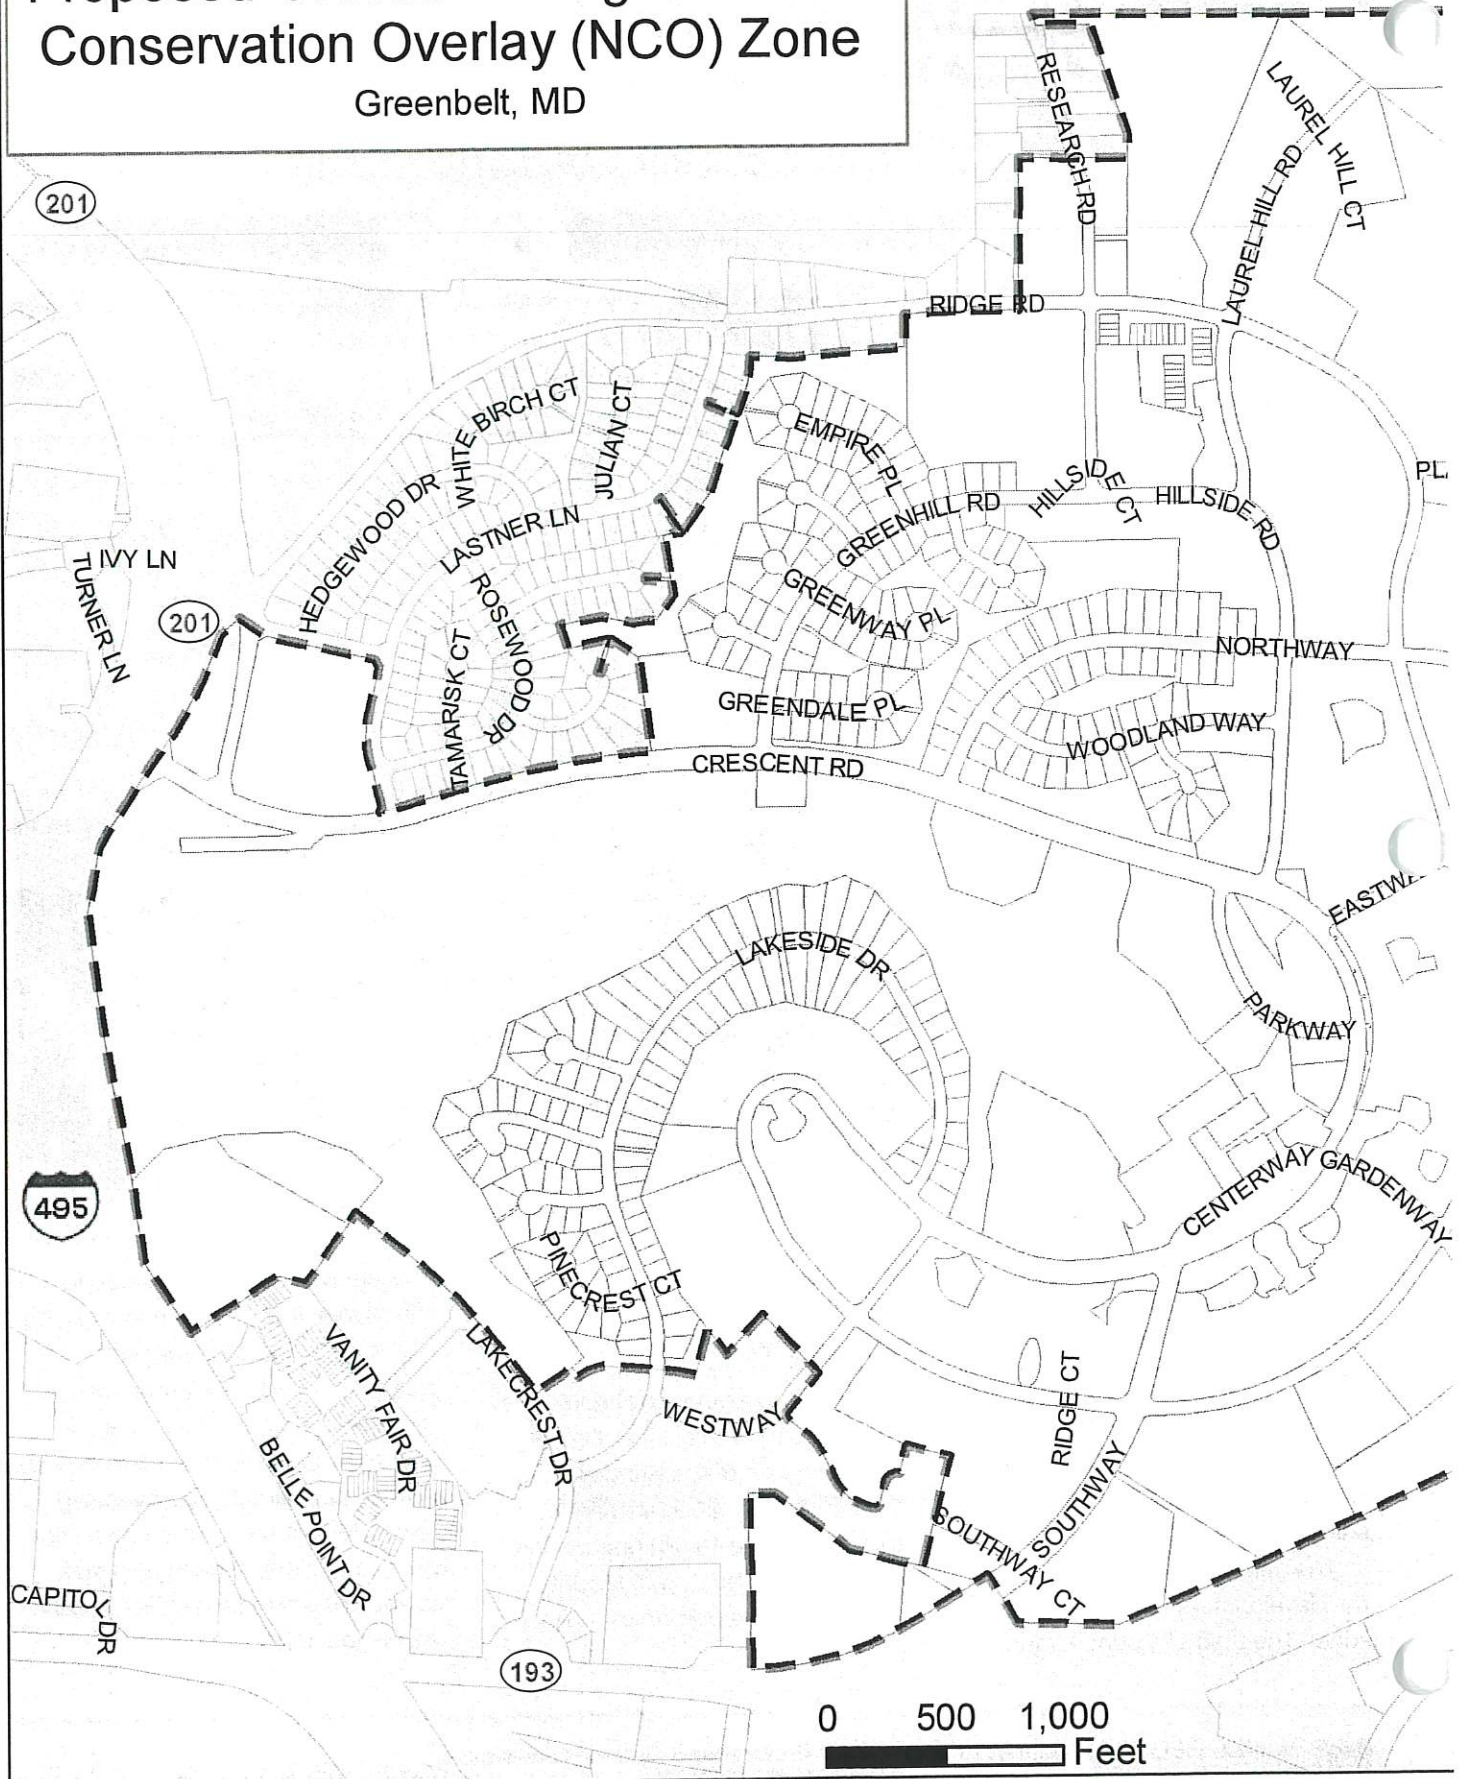 Conservation Overlay (NCO) Zone
Greenbelt, MD
RESEARCH RD
LAUREL HILL CT
LAUREL HILL RD
201
RIDGE RD
WHITE BIRCH CT
JULIAN CT
EMPIRE PL
HEDGEWOOD DR
LASTNER LN
GREENHILL RD
HILLSIDE CT
HILLSIDE RD
IVY LN
TURNER LN
201
ROSEWOOD DR
GREENWAY PL
TAMARISK CT
NORTHWAY
GREENDALE PL
WOODLAND WAY
CRESCENT RD
LAKESIDE DR
PARKWAY
CENTERWAY
GARDENWAY
495
PINECREST CT
VANITY FAIR DR
LAKECREST DR
WESTWAY
RIDGE CT
BELLE POINT DR
SOUTHWAY
SOUTHWAY CT
CAPITOL DR
193
0 500 1,000
Feet